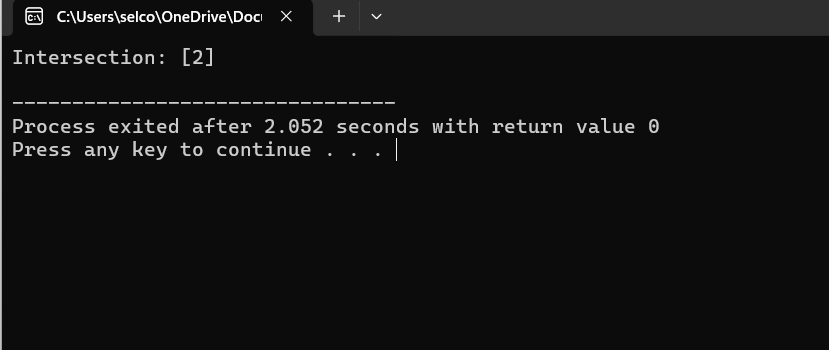 C:\Users\selco\OneDrive\Docu
Intersection: [2]
--------------------------------
Process exited after 2.052 seconds with return value 0
Press any key to continue . . .